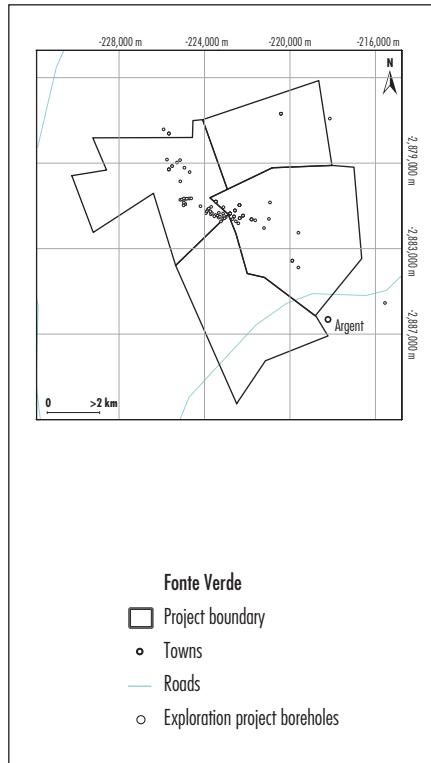 -228,000 m -224,000 m -220,000 m -216,000 m
N
-2,879,000 m
-2,883,000 m
-2,887,000 m
Argent
0 >2 km
Fonte Verde
Project boundary
Towns
Roads
Exploration project boreholes